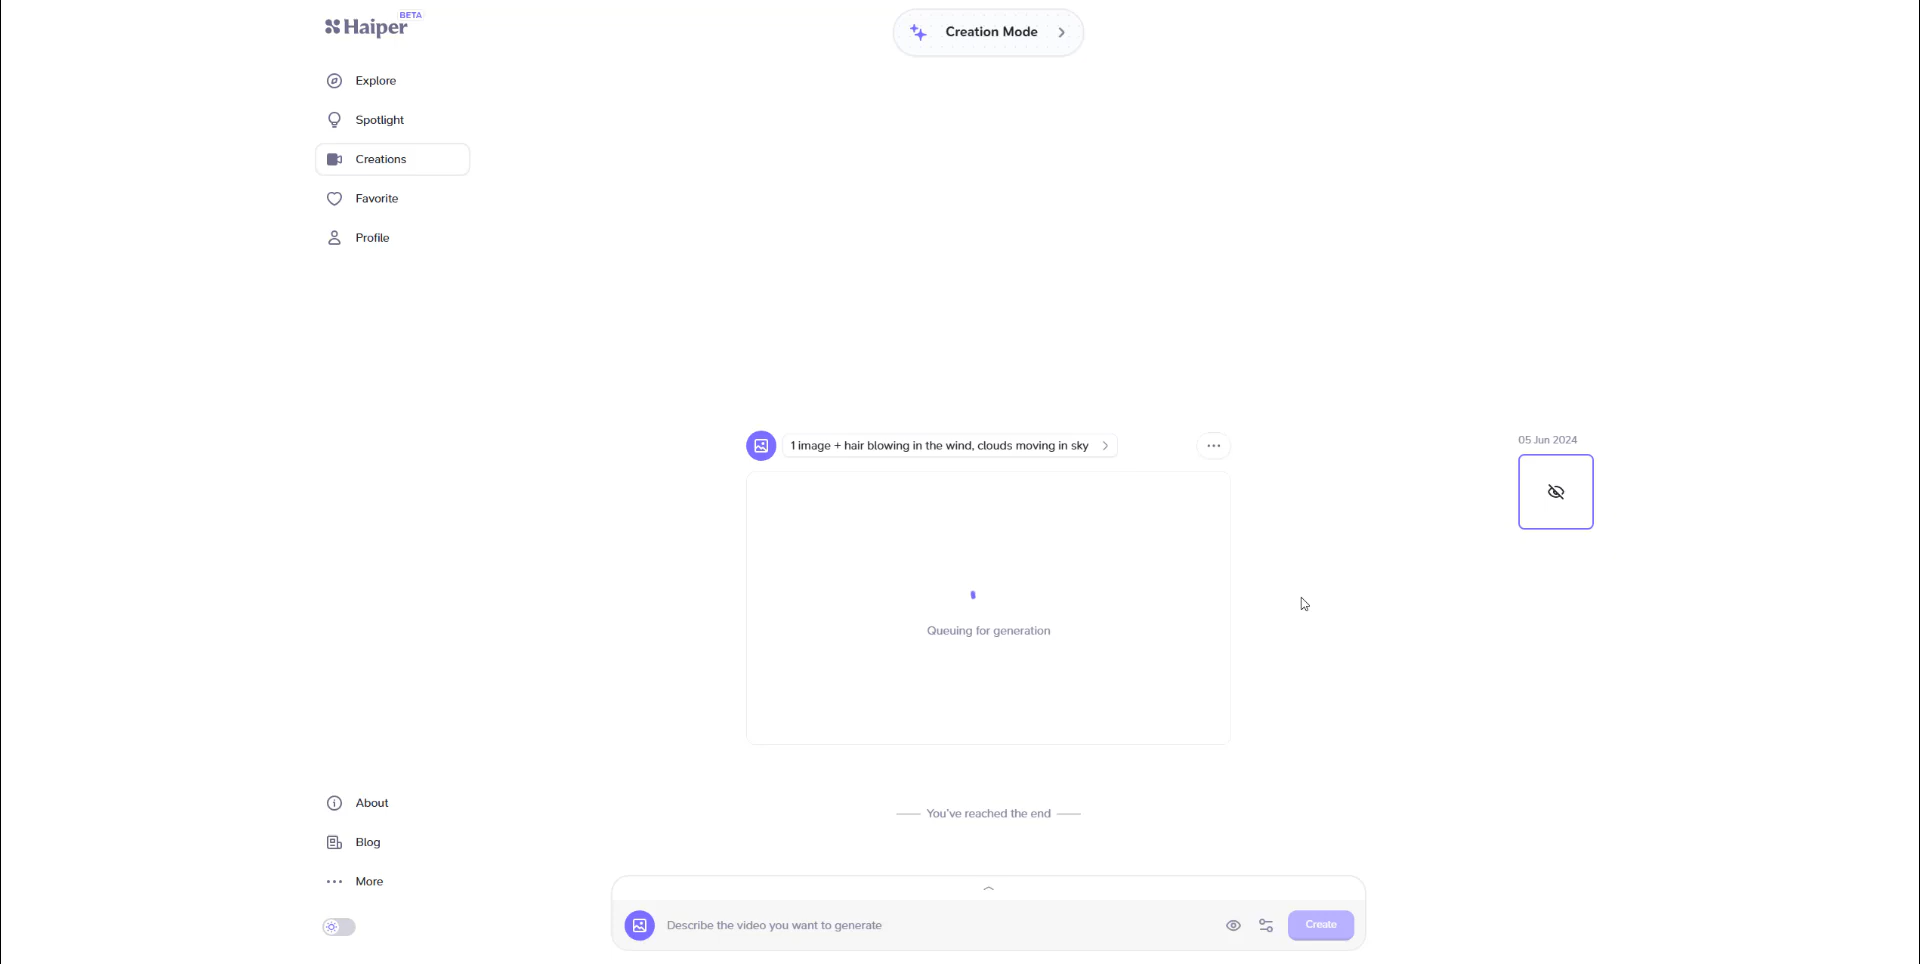 Haiper BETA
Creation Mode
Explore
Spotlight
Creations
Favorite
Profile
1 image + hair blowing in the wind, clouds moving in sky
05 Jun 2024
Queuing for generation
You've reached the end
About
Blog
More
Describe the video you want to generate
Create